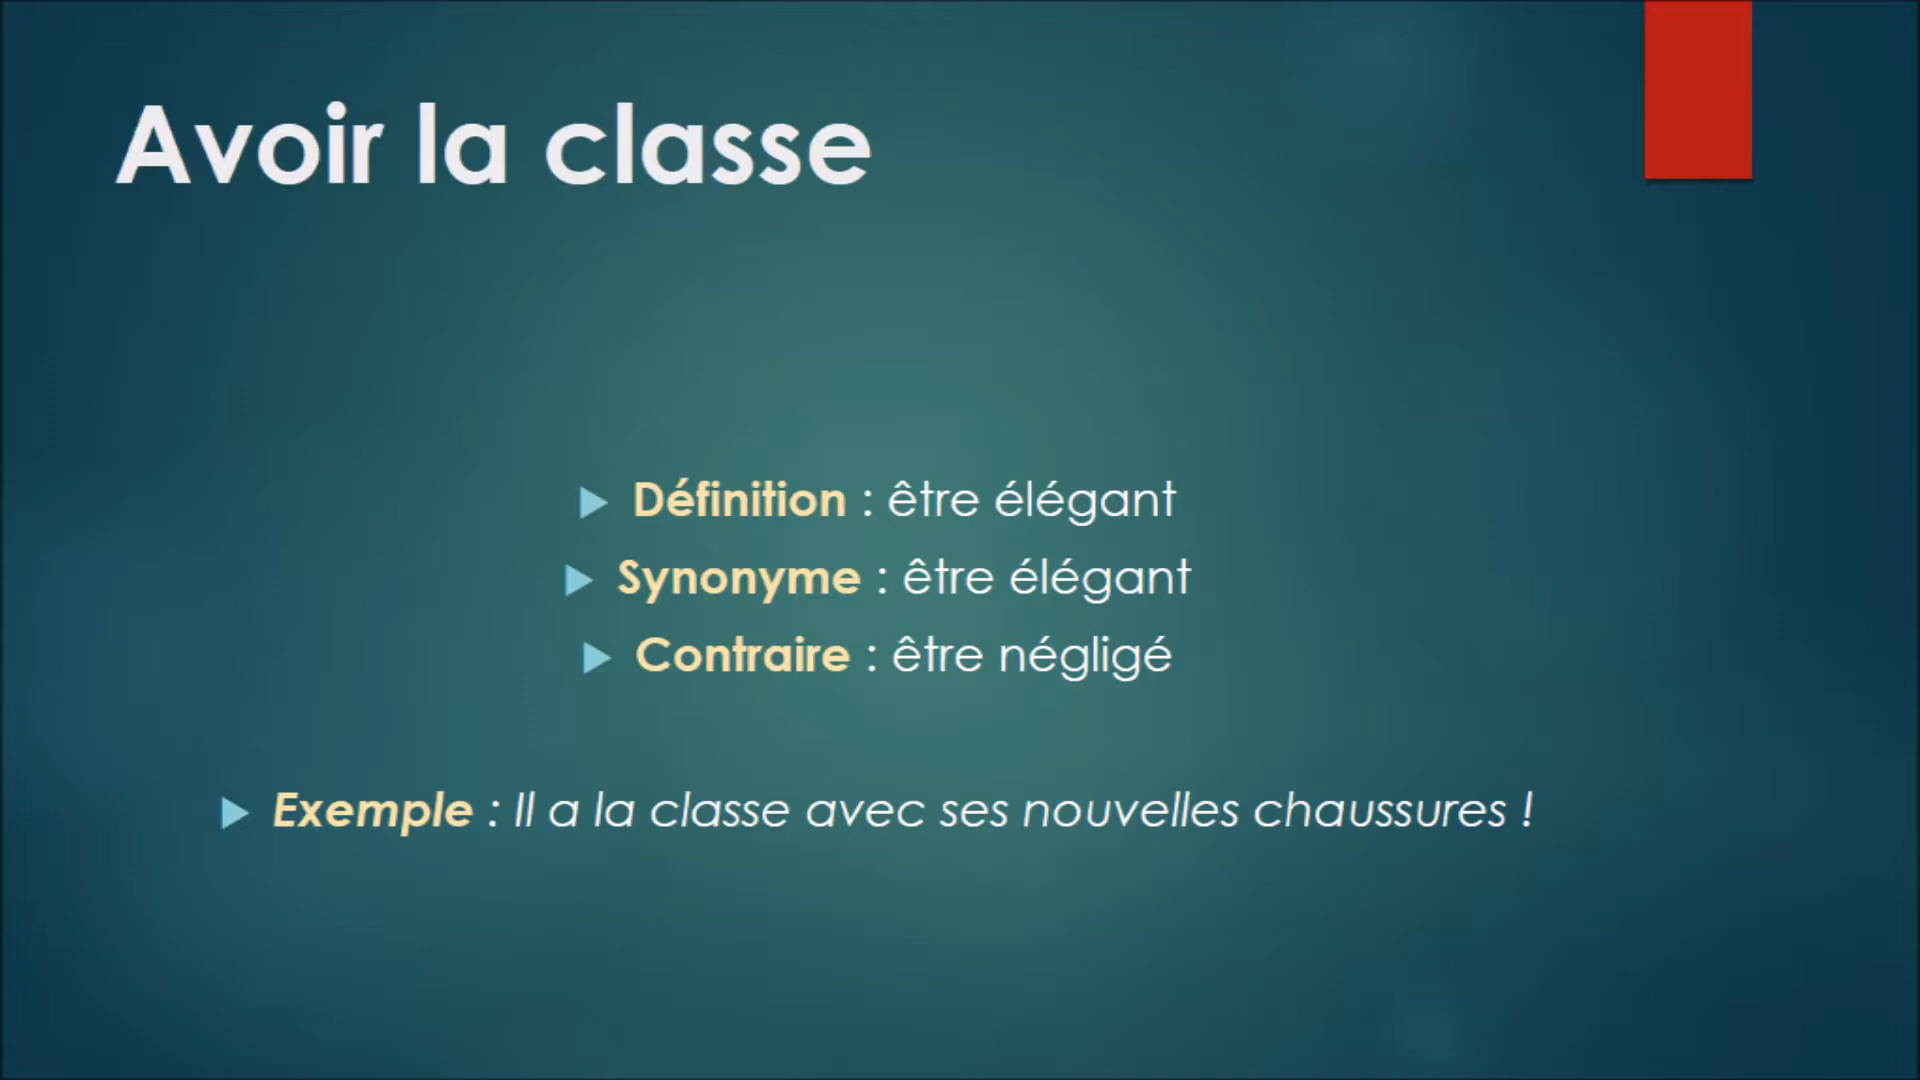 Avoir la classe
Définition : être élégant
Synonyme : être élégant
Contraire : être négligé
Exemple : Il a la classe avec ses nouvelles chaussures !